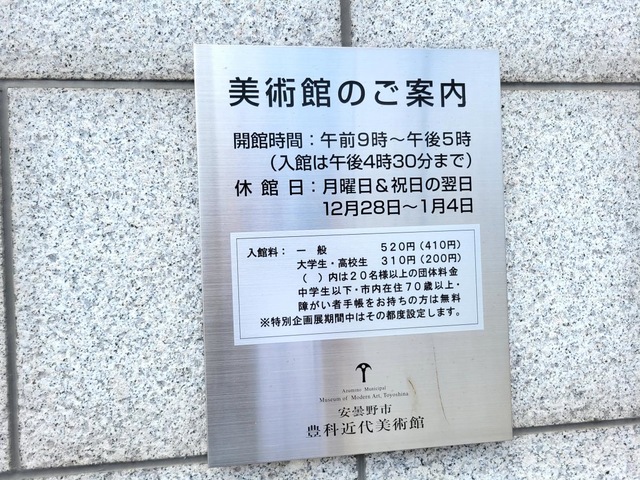 美術館のご案内
開館時間：午前9時～午後5時
（入館は午後4時30分まで）
休館日：月曜日＆祝日の翌日
12月28日～1月4日
入館料： 一般 520円（410円）
大学生・高校生 310円（200円）
（ ）内は20名様以上の団体料金
中学生以下・市内在住70歳以上・
障がい者手帳をお持ちの方は無料
※特別企画展期間中はその都度設定します。
Azumino Municipal
Museum of Modern Art, Toyoshina
安曇野市
豊科近代美術館